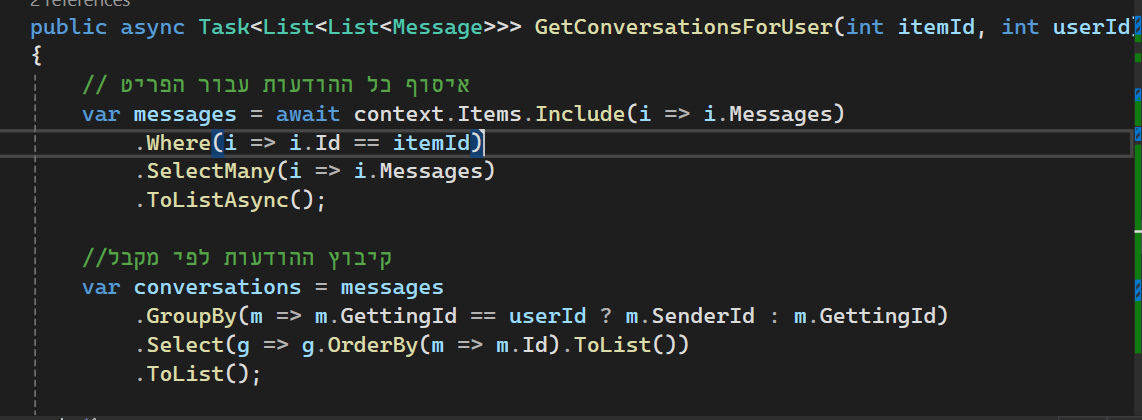 2 references
public async Task<List<List<Message>>> GetConversationsForUser(int itemId, int userId)
{
// איסוף כל ההודעות עבור הפריט
var messages = await context.Items.Include(i => i.Messages)
.Where(i => i.Id == itemId)
.SelectMany(i => i.Messages)
.ToListAsync();
//קיבוץ ההודעות לפי מקבל
var conversations = messages
.GroupBy(m => m.GettingId == userId ? m.SenderId : m.GettingId)
.Select(g => g.OrderBy(m => m.Id).ToList())
.ToList();